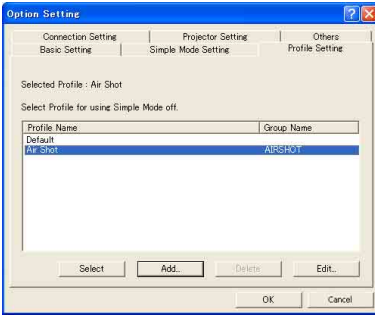 Option Setting
Connection Setting Projector Setting Others
Basic Setting Simple Mode Setting Profile Setting
Selected Profile : Air Shot
Select Profile for using Simple Mode off.
Profile Name Group Name
Default
Air Shot AIRSHOT
Select Add... Delete Edit...
OK Cancel